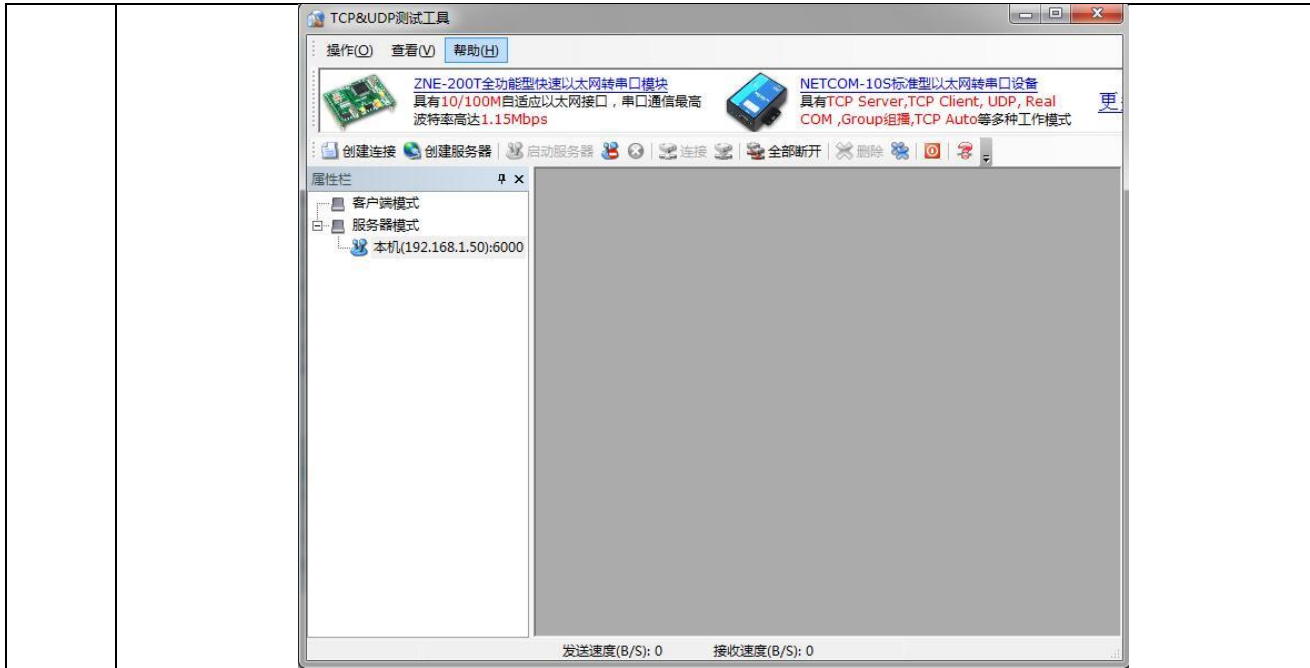 TCP&UDP测试工具
操作(O) 查看(V) 帮助(H)
ZNE-200T全功能型快速以太网转串口模块
具有10/100M自适应以太网接口，串口通信最高
波特率高达1.15Mbps
NETCOM-10S标准型以太网转串口设备
具有TCP Server,TCP Client, UDP, Real
COM ,Group组播,TCP Auto等多种工作模式
更
创建连接 创建服务器 启动服务器 连接 全部断开 删除
属性栏
客户端模式
服务器模式
本机(192.168.1.50):6000
发送速度(B/S): 0 接收速度(B/S): 0